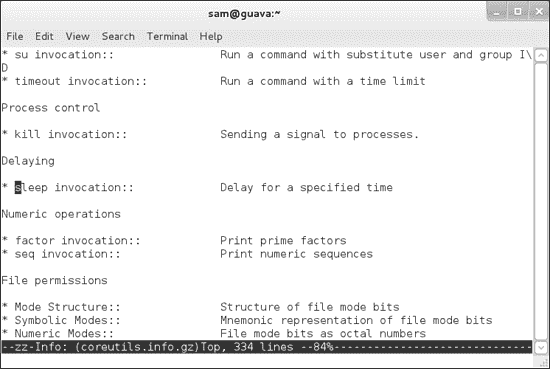 sam@guava:~
File Edit View Search Terminal Help
* su invocation:: Run a command with substitute user and group I\
D
* timeout invocation:: Run a command with a time limit
Process control
* kill invocation:: Sending a signal to processes.
Delaying
* sleep invocation:: Delay for a specified time
Numeric operations
* factor invocation:: Print prime factors
* seq invocation:: Print numeric sequences
File permissions
* Mode Structure:: Structure of file mode bits
* Symbolic Modes:: Mnemonic representation of file mode bits
* Numeric Modes:: File mode bits as octal numbers
--zz-Info: (coreutils.info.gz)Top, 334 lines --84%------------------------------